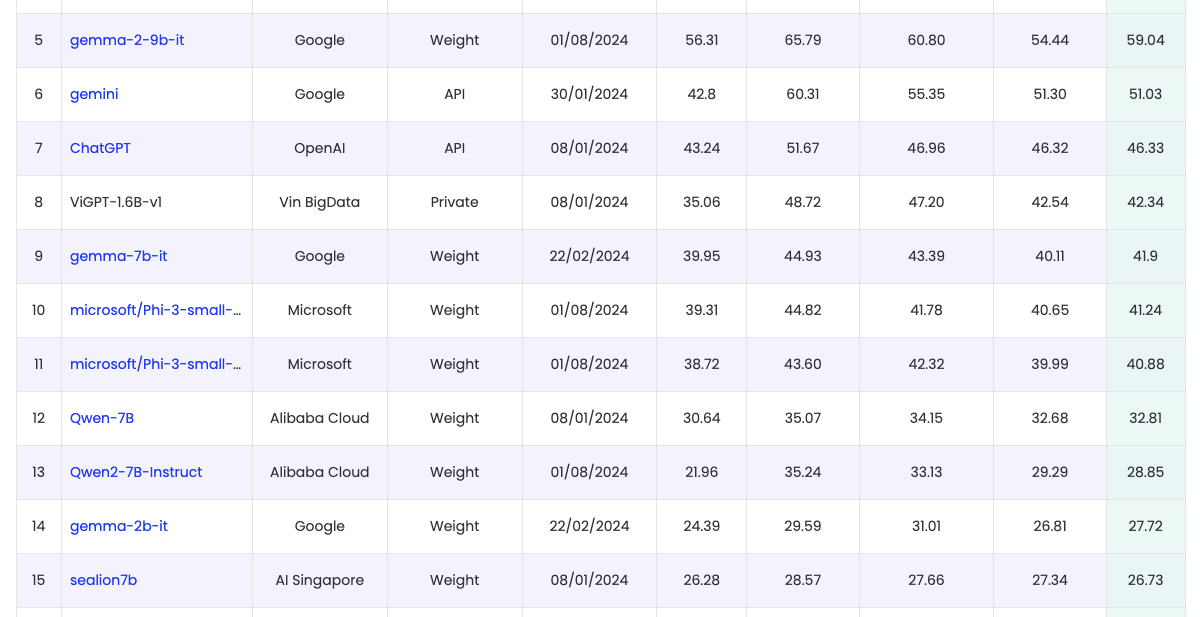 5 gemma-2-9b-it Google Weight 01/08/2024 56.31 65.79 60.80 54.44 59.04
6 gemini Google API 30/01/2024 42.8 60.31 55.35 51.30 51.03
7 ChatGPT OpenAI API 08/01/2024 43.24 51.67 46.96 46.32 46.33
8 ViGPT-1.6B-v1 Vin BigData Private 08/01/2024 35.06 48.72 47.20 42.54 42.34
9 gemma-7b-it Google Weight 22/02/2024 39.95 44.93 43.39 40.11 41.9
10 microsoft/Phi-3-small-... Microsoft Weight 01/08/2024 39.31 44.82 41.78 40.65 41.24
11 microsoft/Phi-3-small-... Microsoft Weight 01/08/2024 38.72 43.60 42.32 39.99 40.88
12 Qwen-7B Alibaba Cloud Weight 08/01/2024 30.64 35.07 34.15 32.68 32.81
13 Qwen2-7B-Instruct Alibaba Cloud Weight 01/08/2024 21.96 35.24 33.13 29.29 28.85
14 gemma-2b-it Google Weight 22/02/2024 24.39 29.59 31.01 26.81 27.72
15 sealion7b AI Singapore Weight 08/01/2024 26.28 28.57 27.66 27.34 26.73